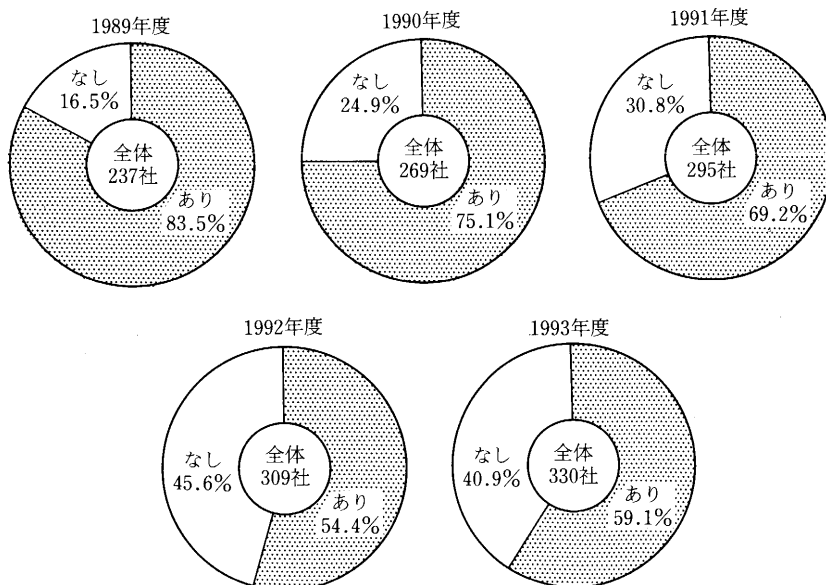 1989年度
なし
16.5%
全体
237社
あり
83.5%
1990年度
なし
24.9%
全体
269社
あり
75.1%
1991年度
なし
30.8%
全体
295社
あり
69.2%
1992年度
なし
45.6%
全体
309社
あり
54.4%
1993年度
なし
40.9%
全体
330社
あり
59.1%